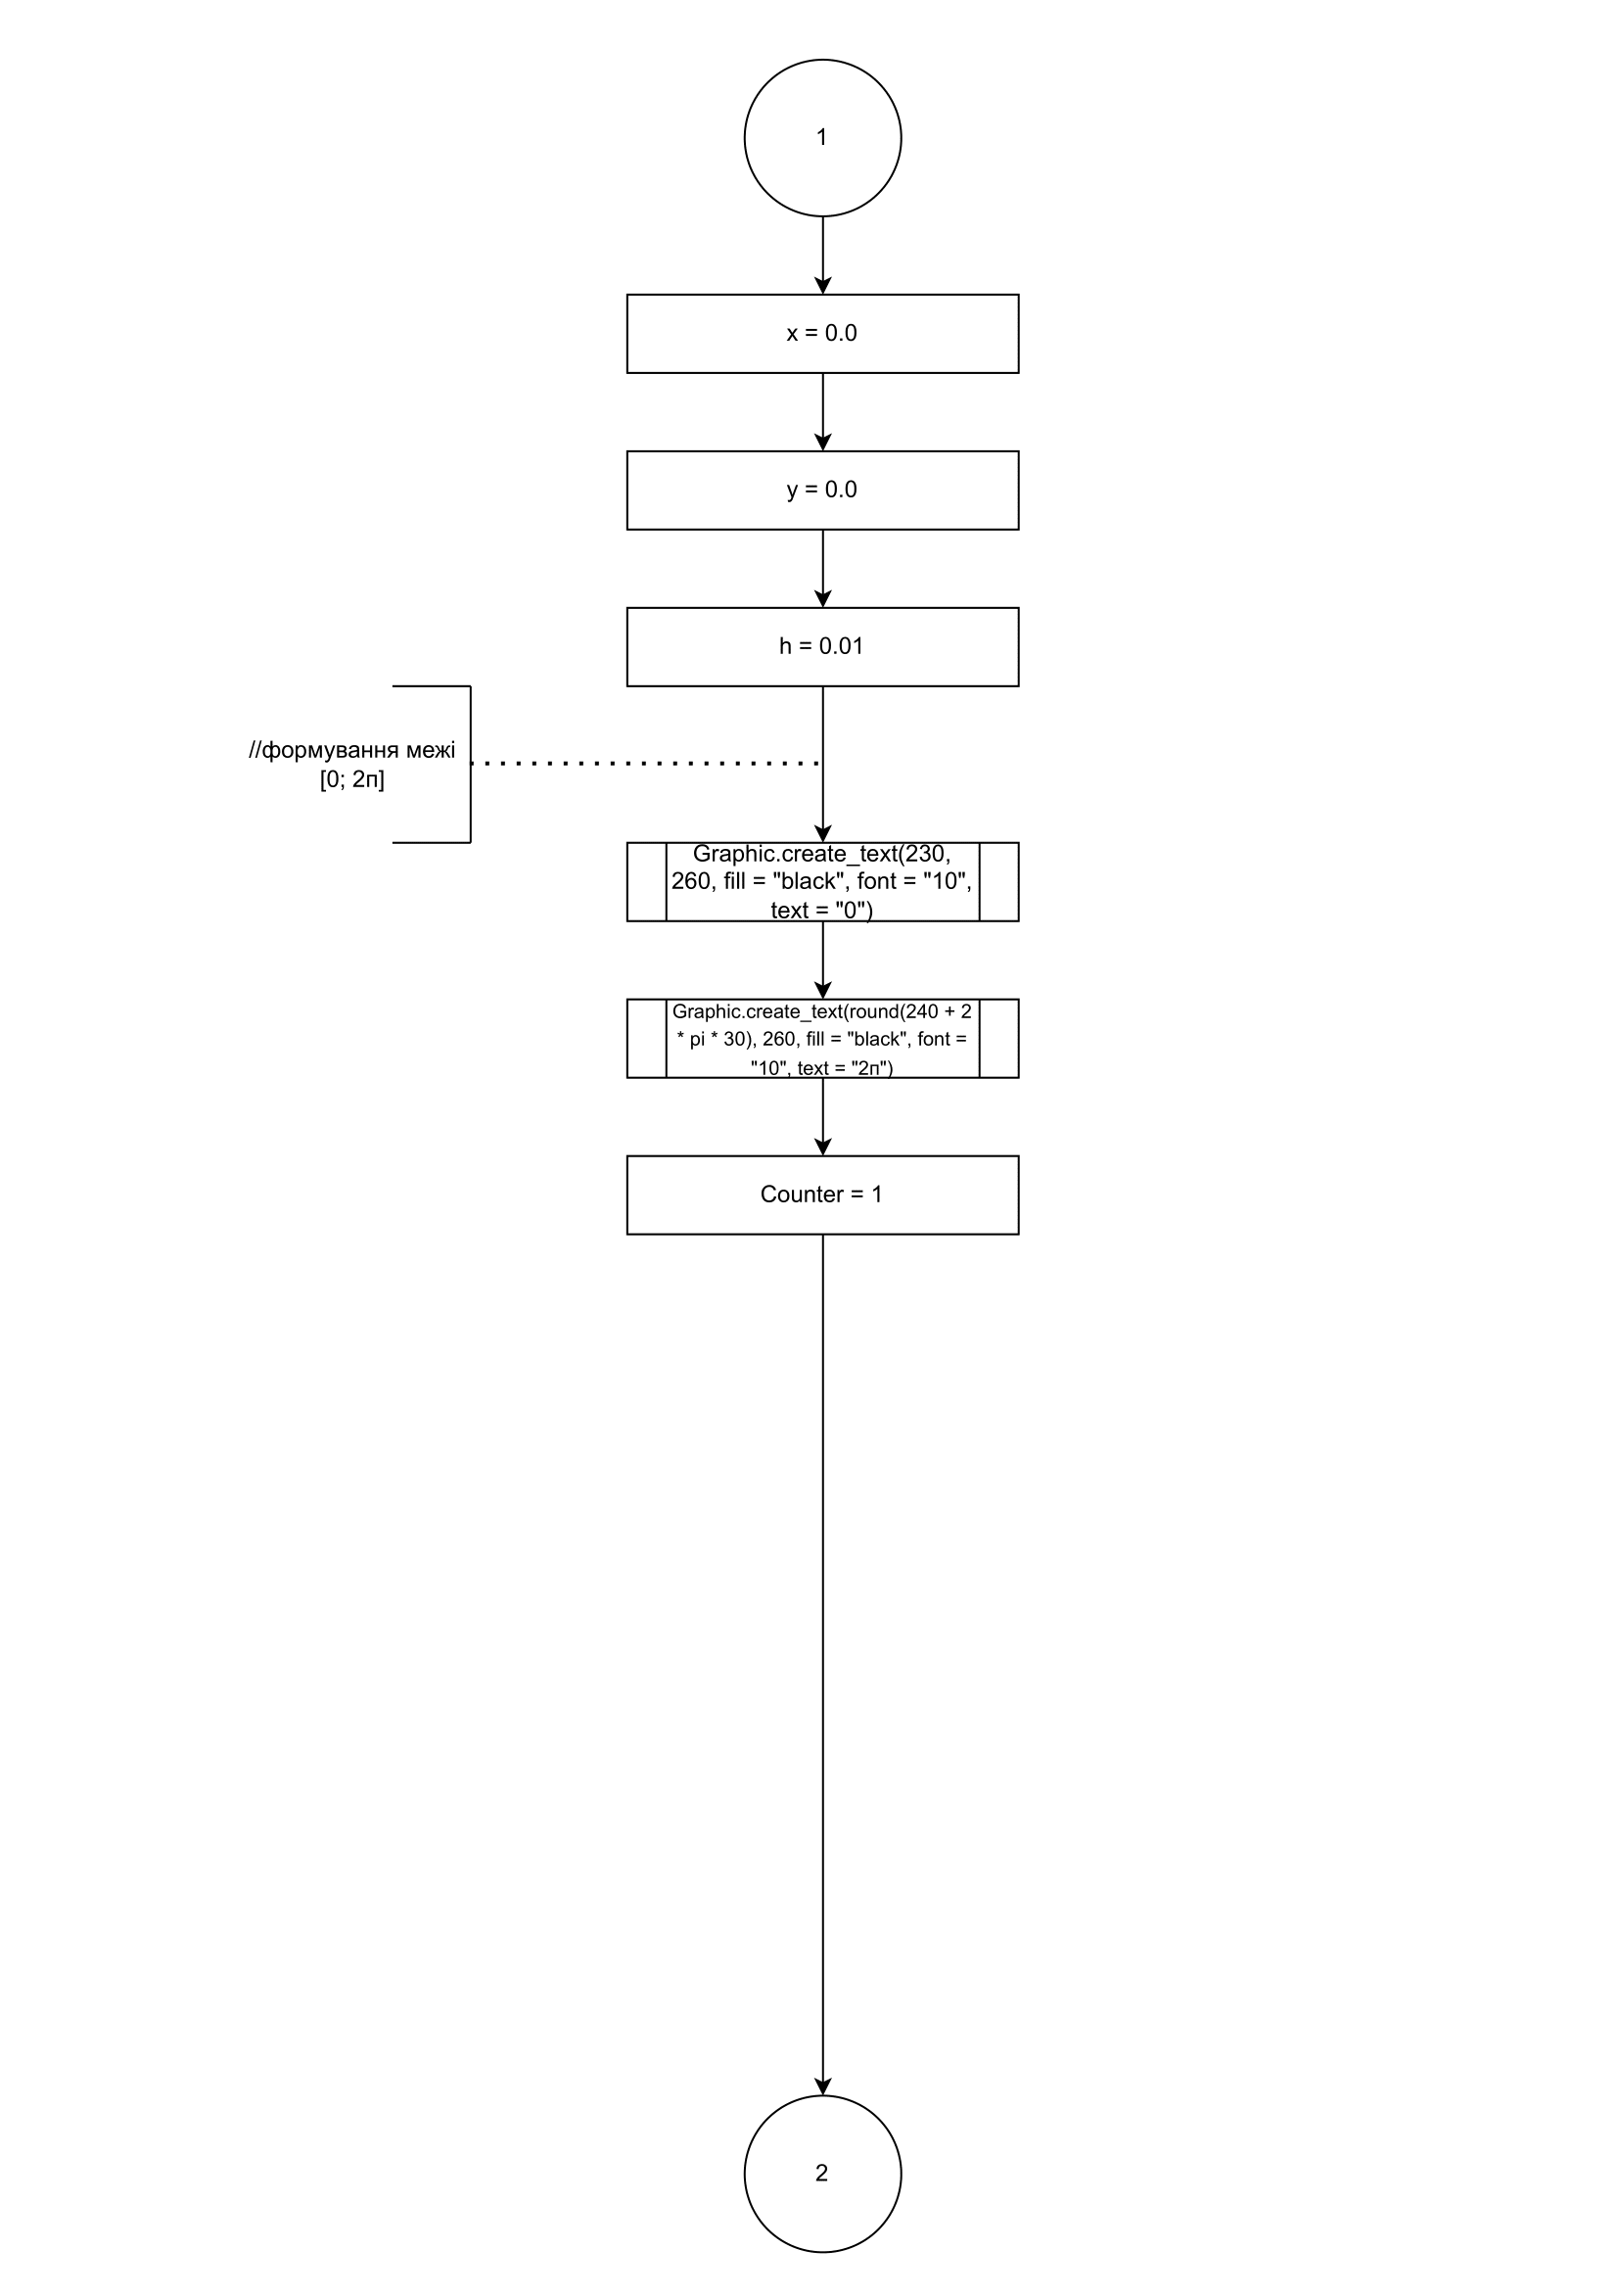 1
x = 0.0
y = 0.0
h = 0.01
//формування межі
[0; 2п]
Graphic.create_text(230,
260, fill = "black", font = "10",
text = "0")
Graphic.create_text(round(240 + 2
* pi * 30), 260, fill = "black", font =
"10", text = "2п")
Counter = 1
2